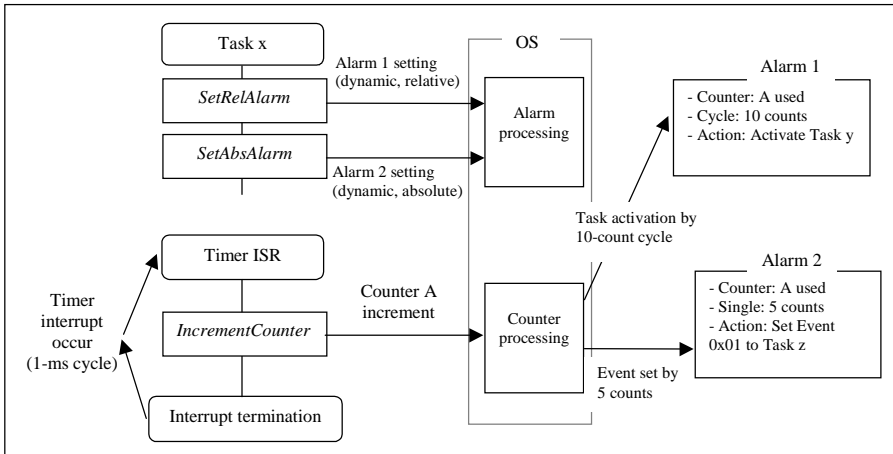 Task x
Alarm 1 setting
(dynamic, relative)
SetRelAlarm
SetAbsAlarm
Alarm 2 setting
(dynamic, absolute)
OS
Alarm
processing
Alarm 1
- Counter: A used
- Cycle: 10 counts
- Action: Activate Task y
Task activation by
10-count cycle
Timer ISR
Timer
interrupt
occur
(1-ms cycle)
IncrementCounter
Counter A
increment
Counter
processing
Alarm 2
- Counter: A used
- Single: 5 counts
- Action: Set Event
0x01 to Task z
Event set by
5 counts
Interrupt termination